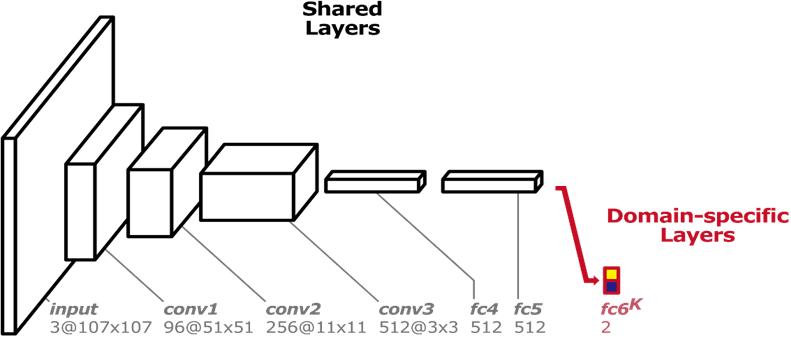 Shared
Layers
Domain-specific
Layers
input conv1 conv2 conv3 fc4 fc5 fc6K
3@107x107 96@51x51 256@11x11 512@3x3 512 512 2